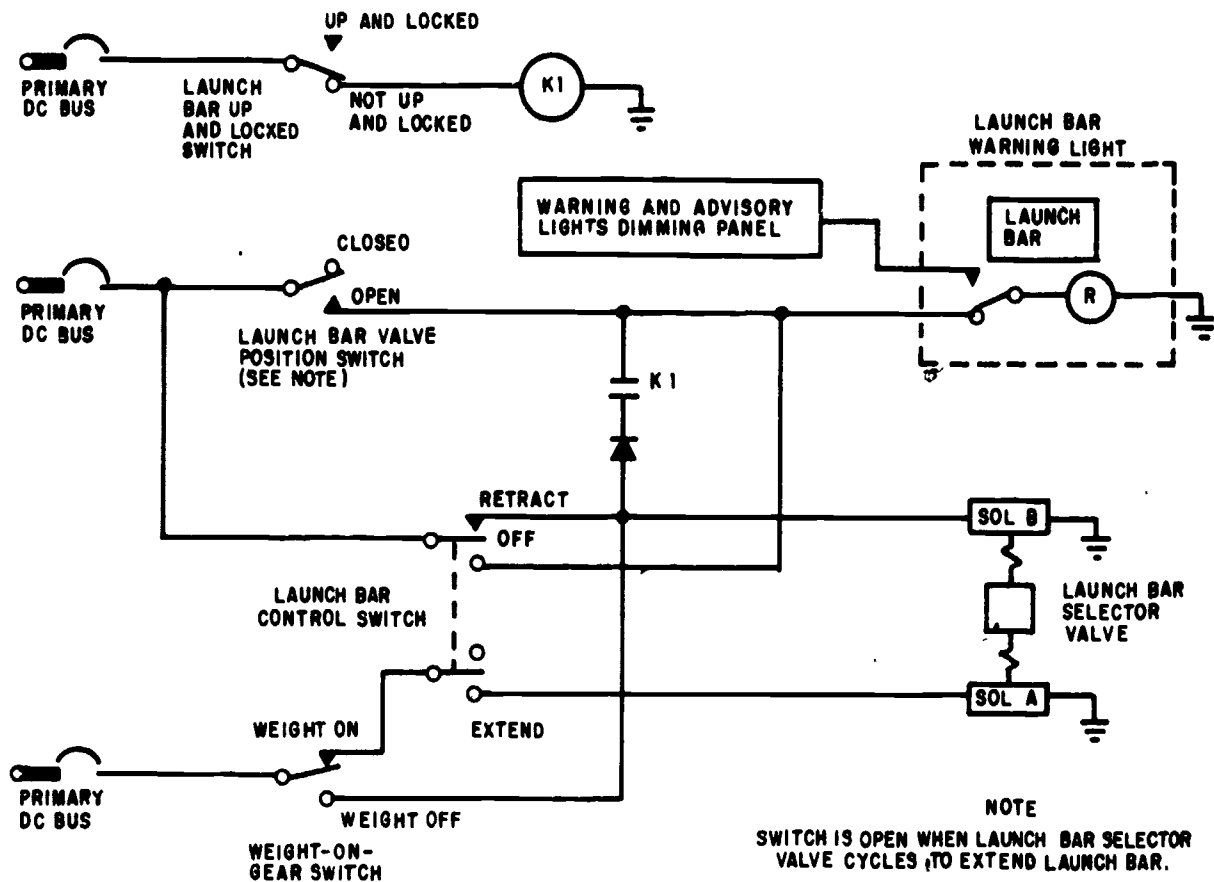 UP AND LOCKED
PRIMARY
DC BUS
LAUNCH
BAR UP
AND LOCXED
SWITCH
NOT UP
AND LOCKED
K1
LAUNCH BAR
WARNING LIGHT
WARNING AND ADVISORY
LIGHTS DIMMING PANEL
LAUNCH
BAR
R
CLOSED
OPEN
PRIMARY
DC BUS
LAUNCH BAR VALVE
POSITION SWITCH
(SEE NOTE)
K1
RETRACT
OFF
SOL B
LAUNCH BAR
CONTROL SWITCH
LAUNCH BAR
SELECTOR
VALVE
SOL A
WEIGHT ON
EXTEND
PRIMARY
DC BUS
WEIGHT OFF
WEIGHT-ON-
GEAR SWITCH
NOTE
SWITCH IS OPEN WHEN LAUNCH BAR SELECTOR
VALVE CYCLES TO EXTEND LAUNCH BAR.